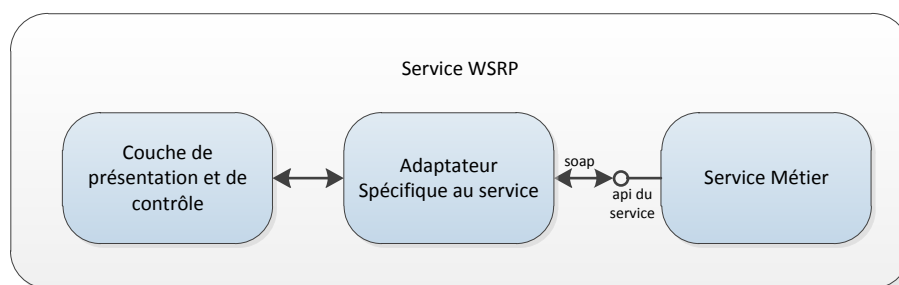 Service WSRP
Couche de
présentation et de
contrôle
Adaptateur
Spécifique au service
soap
api du
service
Service Métier